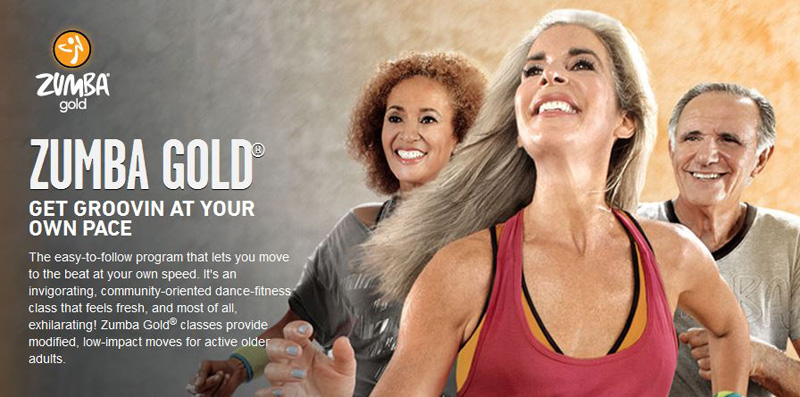 ZUMBA®
gold
ZUMBA GOLD®
GET GROOVIN AT YOUR
OWN PACE
The easy-to-follow program that lets you move
to the beat at your own speed. It's an
invigorating, community-oriented dance-fitness
class that feels fresh, and most of all,
exhilarating! Zumba Gold® classes provide
modified, low-impact moves for active older
adults.